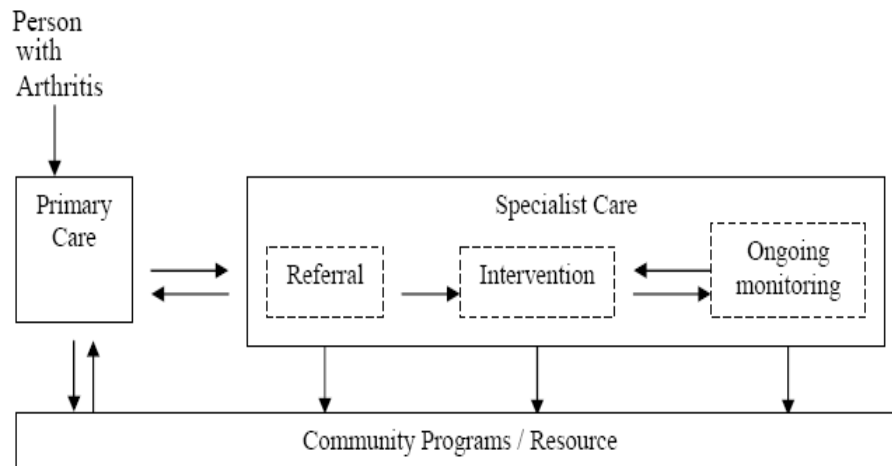 Person
with
Arthritis
Primary
Care
Specialist Care
Referral
Intervention
Ongoing
monitoring
Community Programs / Resource